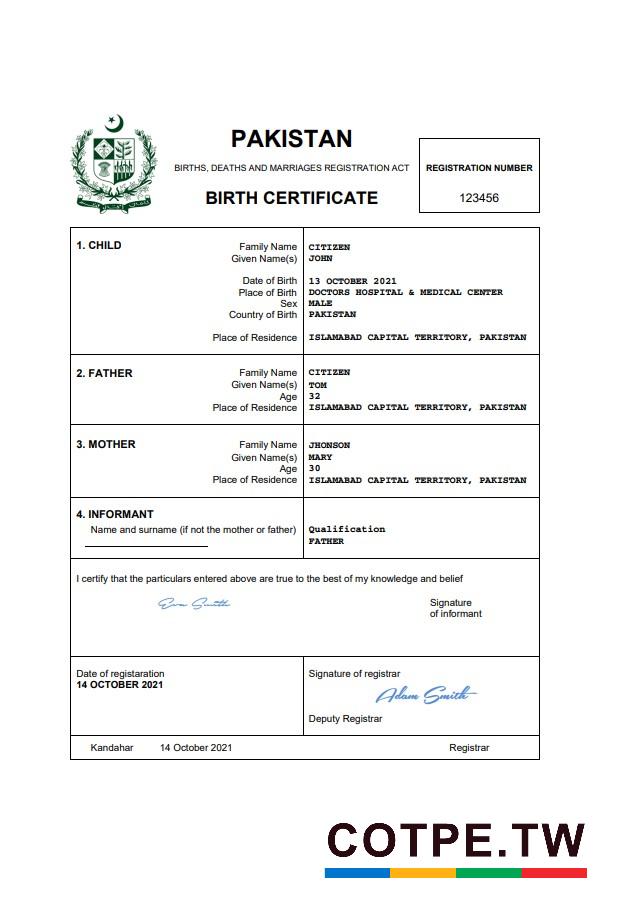 PAKISTAN
BIRTHS, DEATHS AND MARRIAGES REGISTRATION ACT
BIRTH CERTIFICATE
REGISTRATION NUMBER
123456
1. CHILD
Family Name CITIZEN
Given Name(s) JOHN
Date of Birth 13 OCTOBER 2021
Place of Birth DOCTORS HOSPITAL & MEDICAL CENTER
Sex MALE
Country of Birth PAKISTAN
Place of Residence ISLAMABAD CAPITAL TERRITORY, PAKISTAN
2. FATHER
Family Name CITIZEN
Given Name(s) TOM
Age 32
Place of Residence ISLAMABAD CAPITAL TERRITORY, PAKISTAN
3. MOTHER
Family Name JHONSON
Given Name(s) MARY
Age 30
Place of Residence ISLAMABAD CAPITAL TERRITORY, PAKISTAN
4. INFORMANT
Name and surname (if not the mother or father) Qualification
FATHER
I certify that the particulars entered above are true to the best of my knowledge and belief
Eva Smith
Signature
of informant
Date of registaration
14 OCTOBER 2021
Signature of registrar
Adam Smith
Deputy Registrar
Kandahar 14 October 2021 Registrar
COTPE.TW